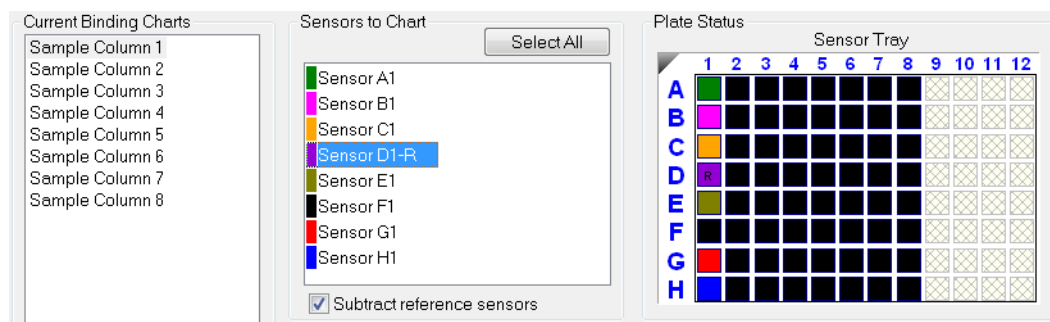 Current Binding Charts
Sample Column 1
Sample Column 2
Sample Column 3
Sample Column 4
Sample Column 5
Sample Column 6
Sample Column 7
Sample Column 8
Sensors to Chart
Select All
Sensor A1
Sensor B1
Sensor C1
Sensor D1-R
Sensor E1
Sensor F1
Sensor G1
Sensor H1
Subtract reference sensors
Plate Status
Sensor Tray
1 2 3 4 5 6 7 8 9 10 11 12
A
B
C
D R
E
F
G
H